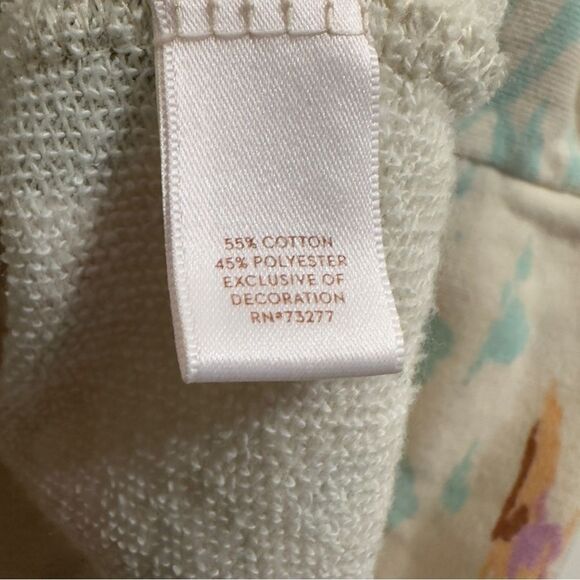 55% COTTON
45% POLYESTER
EXCLUSIVE OF
DECORATION
RN#73277